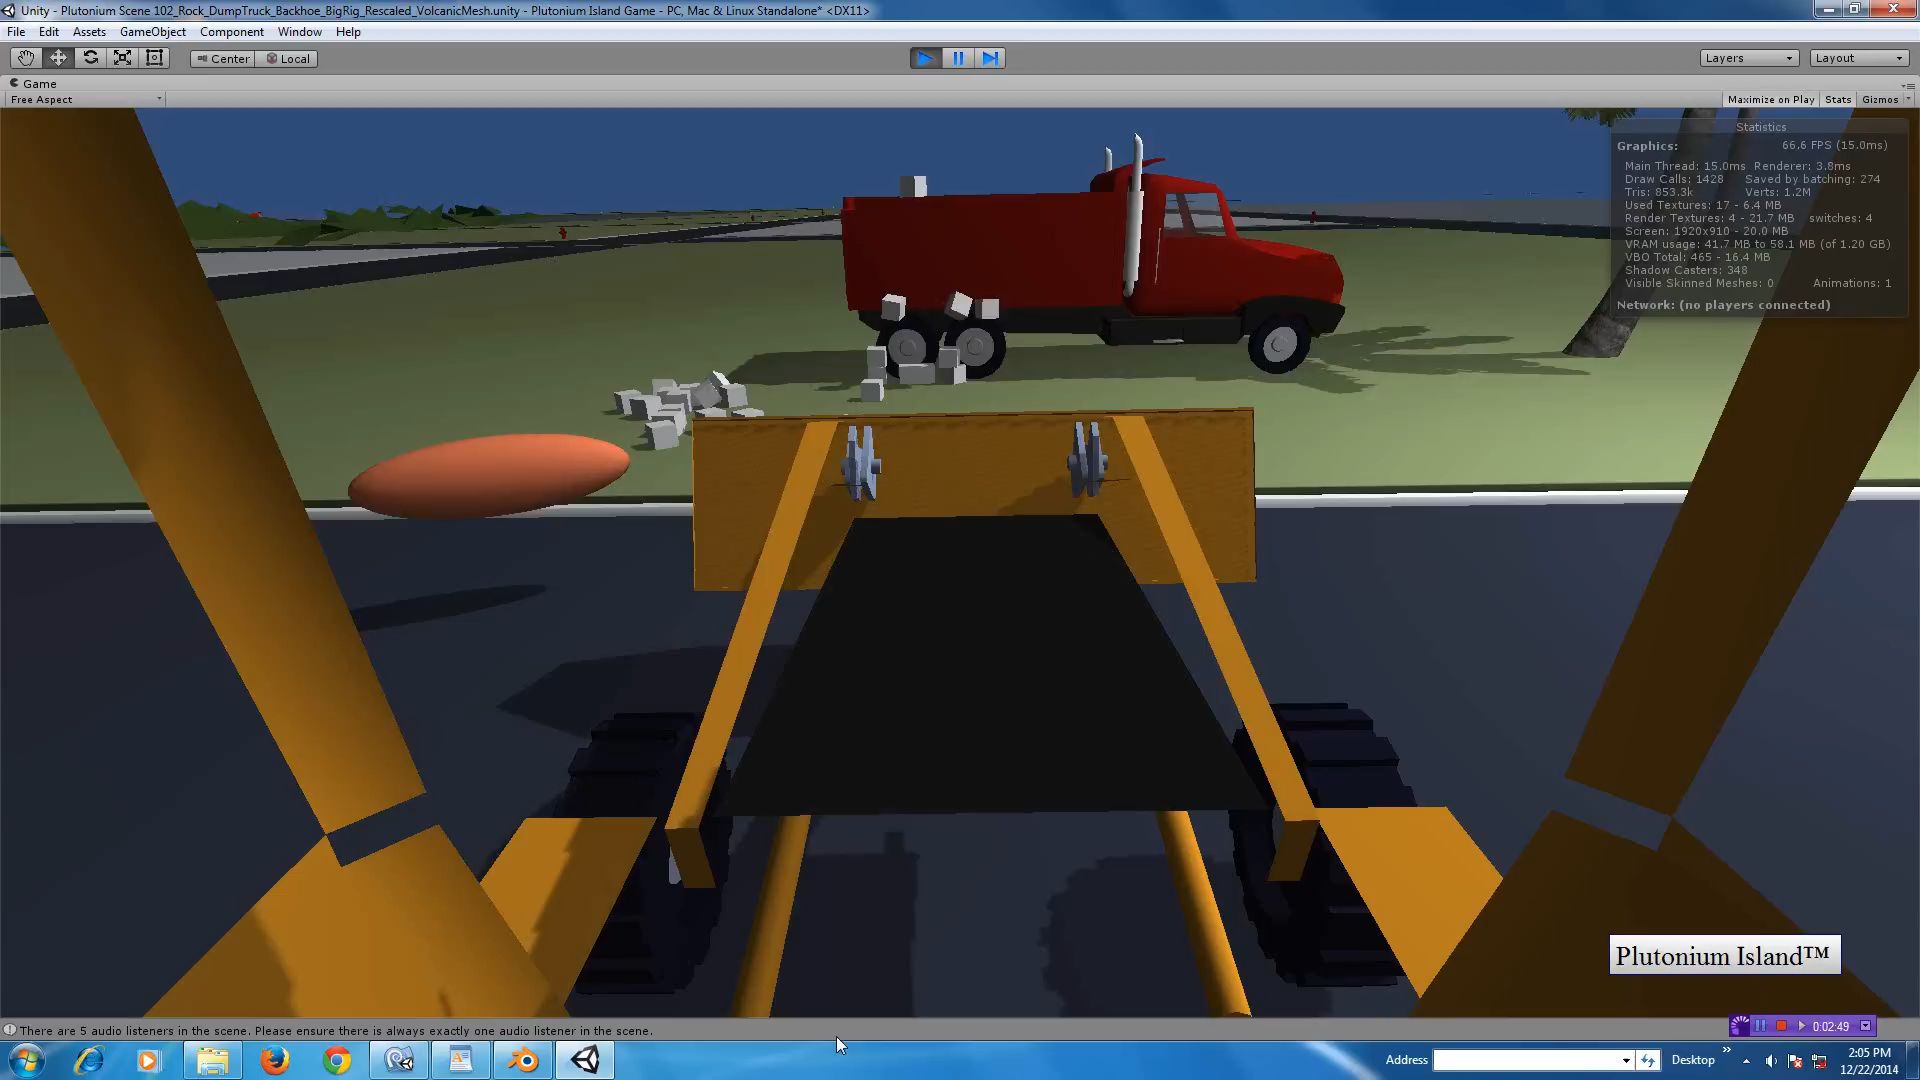 Unity - Plutonium Scene 102_Rock_DumpTruck_Backhoe_BigRig_Rescaled_VolcanicMesh.unity - Plutonium Island Game - PC, Mac & Linux Standalone* <DX11>
File Edit Assets GameObject Component Window Help
Center Local Layers Layout
Game
Free Aspect Maximize on Play Stats Gizmos
Statistics
Graphics: 66.6 FPS (15.0ms)
Main Thread: 15.0ms Renderer: 3.8ms
Draw Calls: 1428 Saved by batching: 274
Tris: 853.3k Verts: 1.2M
Used Textures: 17 - 6.4 MB
Render Textures: 4 - 21.7 MB switches: 4
Screen: 1920x910 - 20.0 MB
VRAM usage: 41.7 MB to 58.1 MB (of 1.20 GB)
VBO Total: 465 - 16.4 MB
Shadow Casters: 348
Visible Skinned Meshes: 0 Animations: 1
Network: (no players connected)
Plutonium Island™
There are 5 audio listeners in the scene. Please ensure there is always exactly one audio listener in the scene.
0:02:49
Address Desktop
2:05 PM
12/22/2014